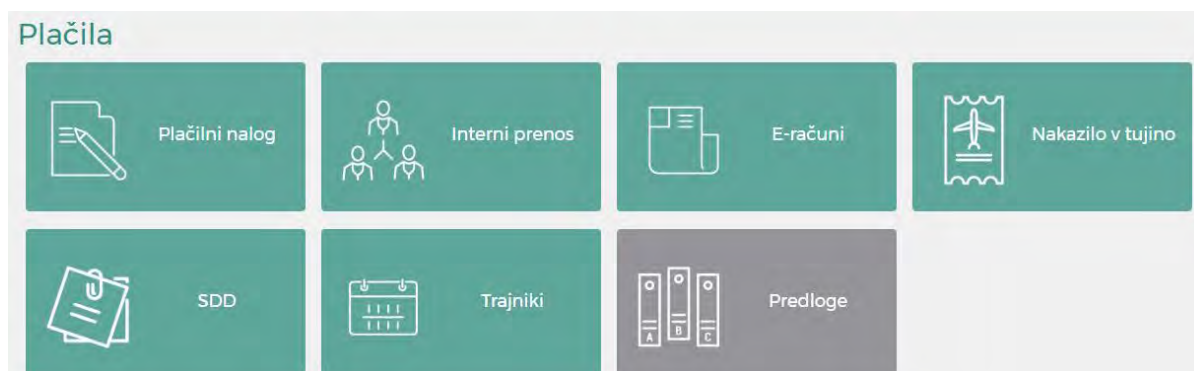 Plačila
Plačilni nalog
Interni prenos
E-računi
Nakazilo v tujino
SDD
Trajniki
Predloge
A
B
C